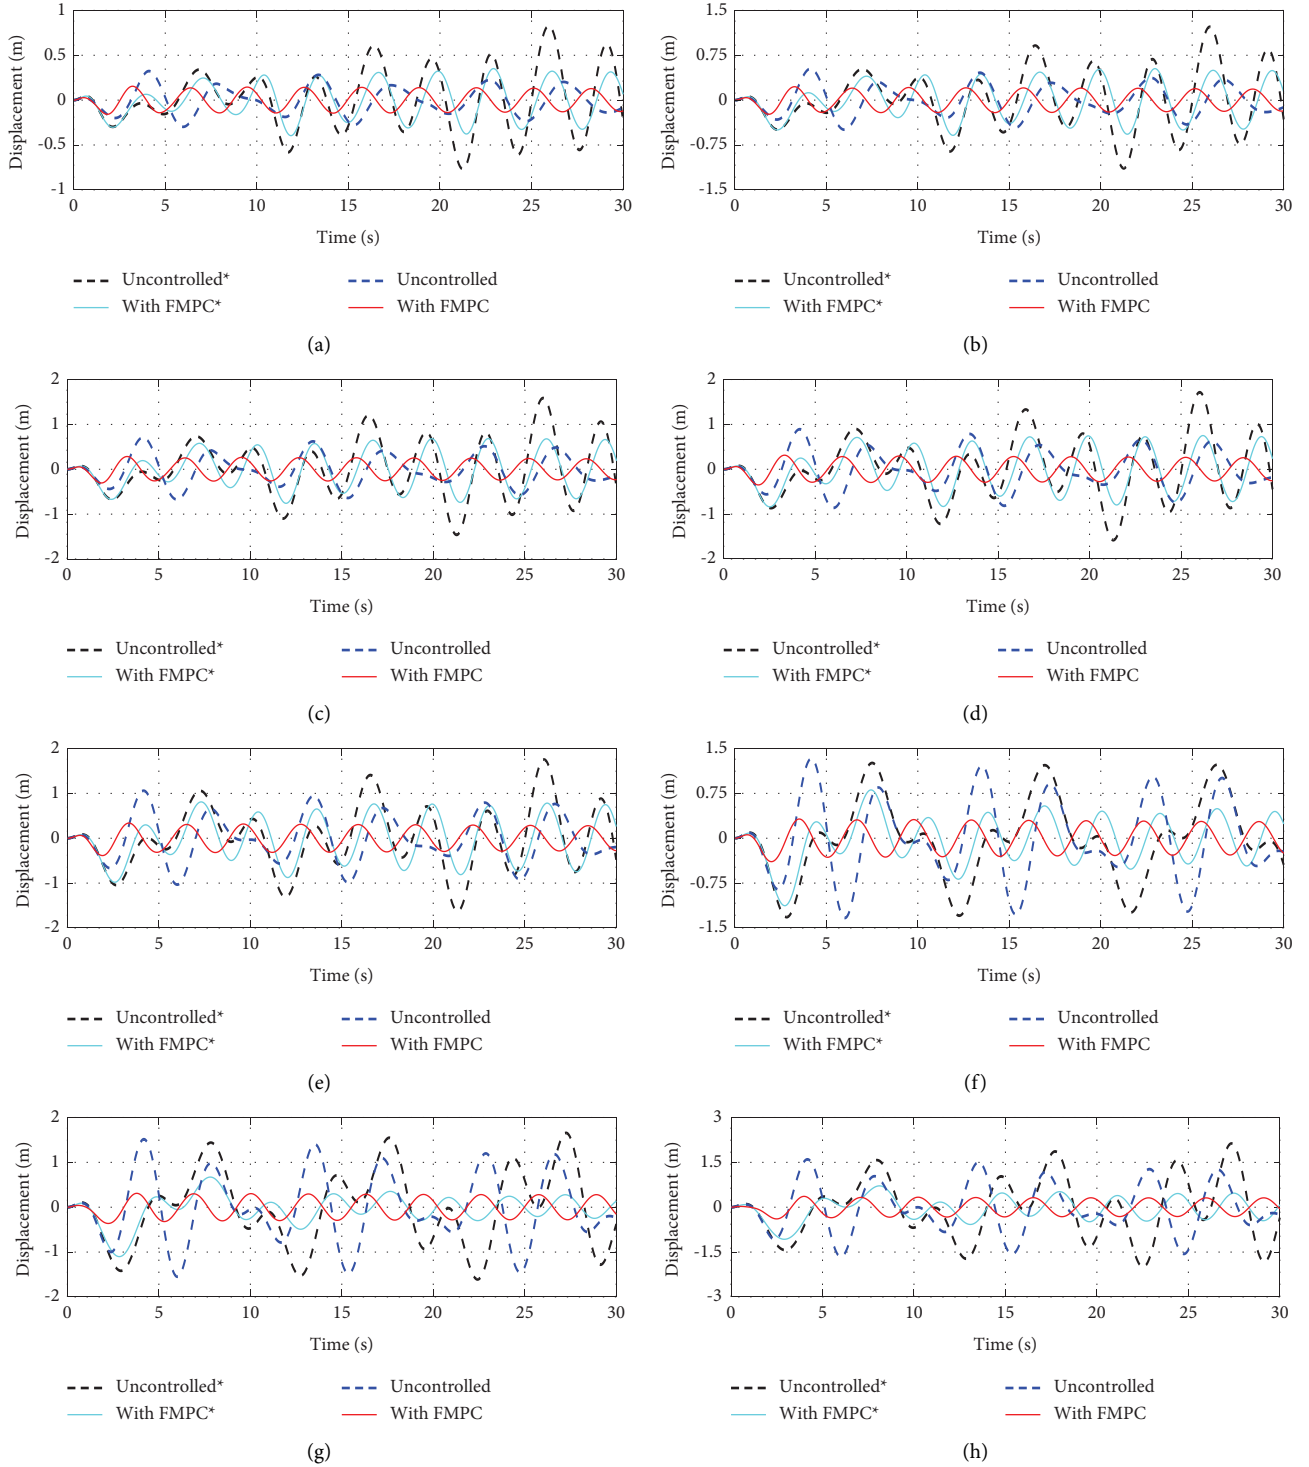 Displacement (m)
1
0.5
0
-0.5
-1
0 5 10 15 20 25 30
Time (s)
Uncontrolled* Uncontrolled
With FMPC* With FMPC
(a)
Displacement (m)
1.5
0.75
0
-0.75
-1.5
0 5 10 15 20 25 30
Time (s)
Uncontrolled* Uncontrolled
With FMPC* With FMPC
(b)
Displacement (m)
2
1
0
-1
-2
0 5 10 15 20 25 30
Time (s)
Uncontrolled* Uncontrolled
With FMPC* With FMPC
(c)
Displacement (m)
2
1
0
-1
-2
0 5 10 15 20 25 30
Time (s)
Uncontrolled* Uncontrolled
With FMPC* With FMPC
(d)
Displacement (m)
2
1
0
-1
-2
0 5 10 15 20 25 30
Time (s)
Uncontrolled* Uncontrolled
With FMPC* With FMPC
(e)
Displacement (m)
1.5
0.75
0
-0.75
-1.5
0 5 10 15 20 25 30
Time (s)
Uncontrolled* Uncontrolled
With FMPC* With FMPC
(f)
Displacement (m)
2
1
0
-1
-2
0 5 10 15 20 25 30
Time (s)
Uncontrolled* Uncontrolled
With FMPC* With FMPC
(g)
Displacement (m)
3
1.5
0
-1.5
-3
0 5 10 15 20 25 30
Time (s)
Uncontrolled* Uncontrolled
With FMPC* With FMPC
(h)